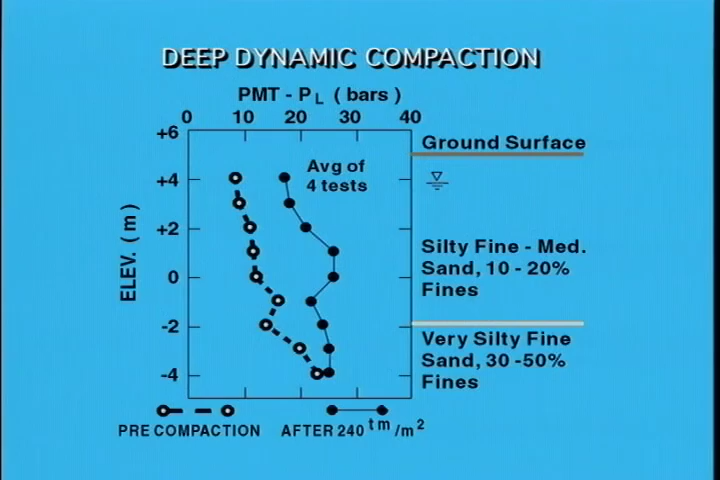 DEEP DYNAMIC COMPACTION
PMT - PL ( bars )
0 10 20 30 40
+6
+4
+2
0
-2
-4
ELEV. ( m )
Avg of
4 tests
Ground Surface
Silty Fine - Med.
Sand, 10 - 20%
Fines
Very Silty Fine
Sand, 30 -50%
Fines
PRE COMPACTION
AFTER 240 tm/m2